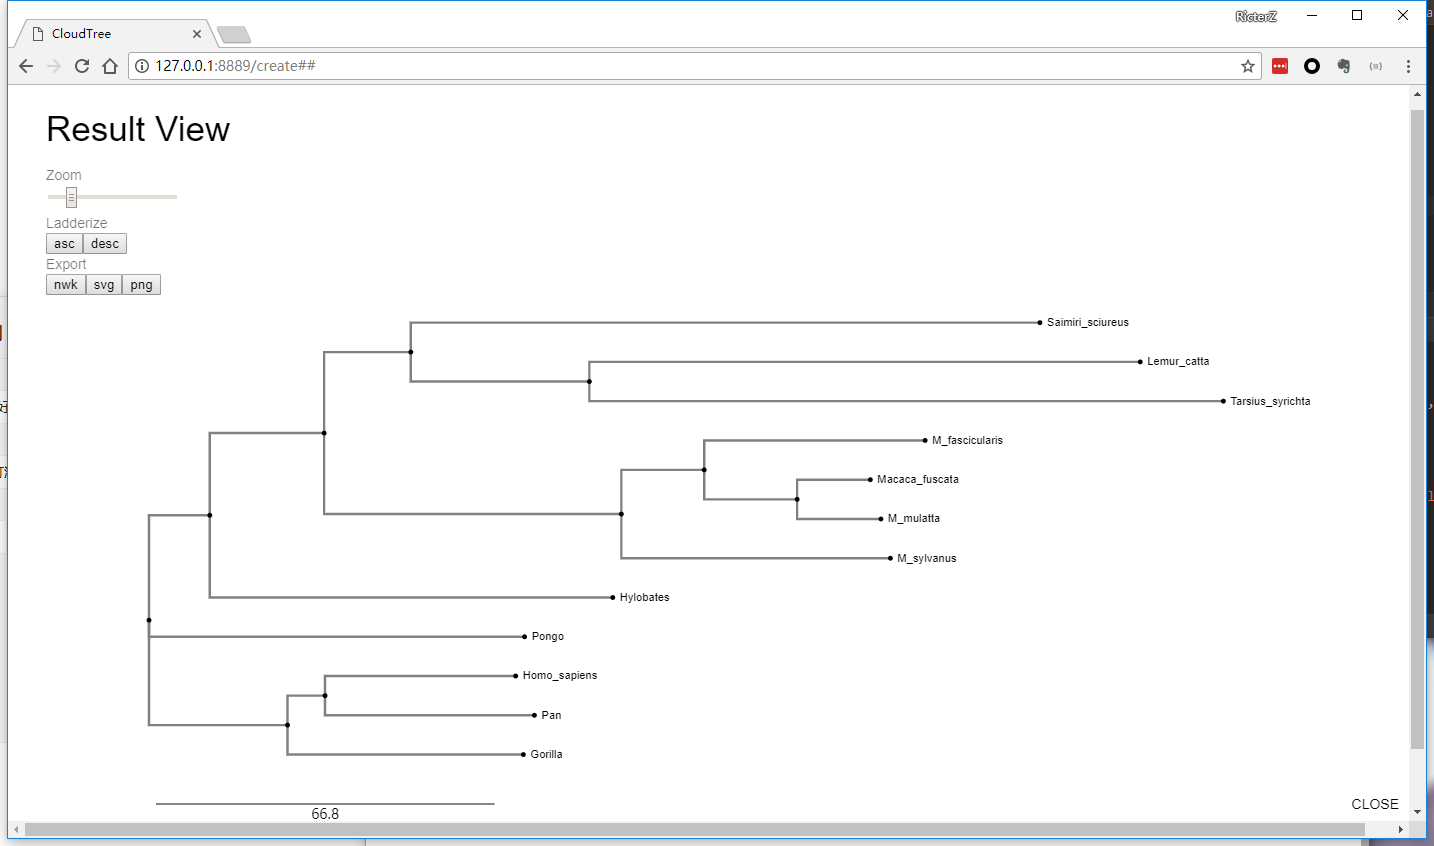 RicterZ
CloudTree
127.0.0.1:8889/create##
Result View
Zoom
Ladderize
asc desc
Export
nwk svg png
Saimiri_sciureus
Lemur_catta
Tarsius_syrichta
M_fascicularis
Macaca_fuscata
M_mulatta
M_sylvanus
Hylobates
Pongo
Homo_sapiens
Pan
Gorilla
66.8
CLOSE